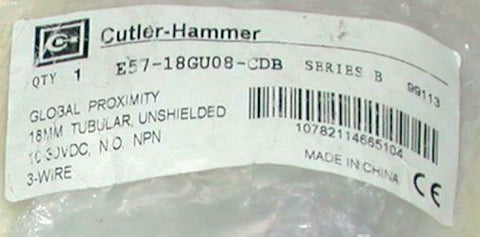 Cutler-Hammer
QTY 1 E57-18GU08-CDB SERIES B 99113
GLOBAL PROXIMITY
18MM TUBULAR, UNSHIELDED
10-30VDC, N.O. NPN
3-WIRE
10782114665104
MADE IN CHINA CE